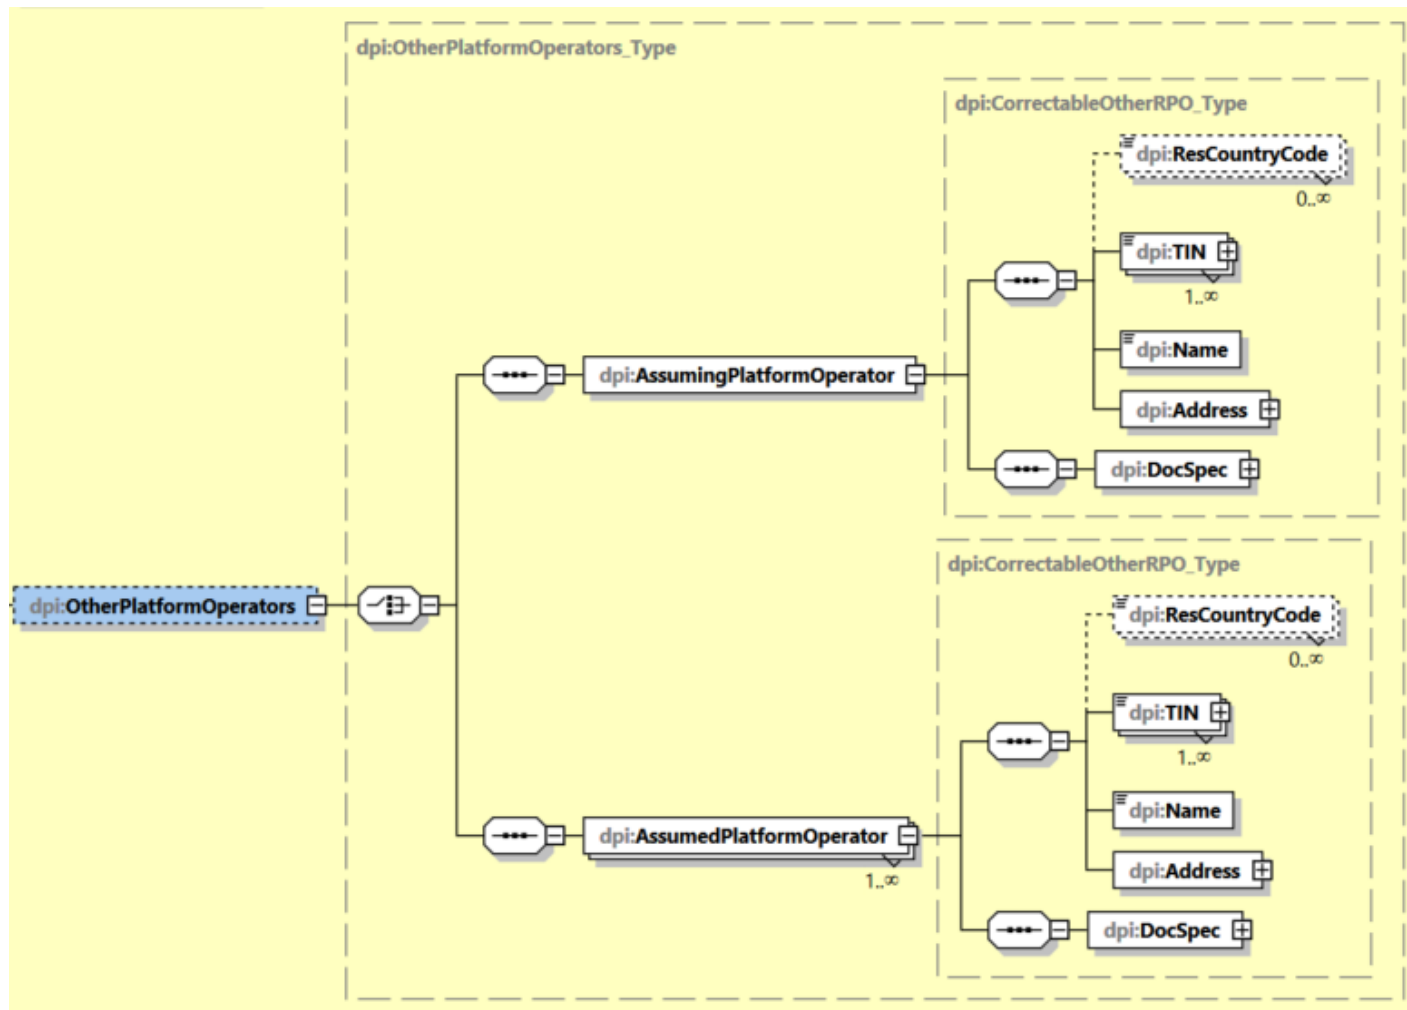 dpi:OtherPlatformOperators_Type
dpi:CorrectableOtherRPO_Type
dpi:ResCountryCode
0..∞
dpi:TIN
1..∞
dpi:Name
dpi:AssumingPlatformOperator
dpi:Address
dpi:DocSpec
dpi:OtherPlatformOperators
dpi:CorrectableOtherRPO_Type
dpi:ResCountryCode
0..∞
dpi:TIN
1..∞
dpi:Name
dpi:AssumedPlatformOperator
1..∞
dpi:Address
dpi:DocSpec